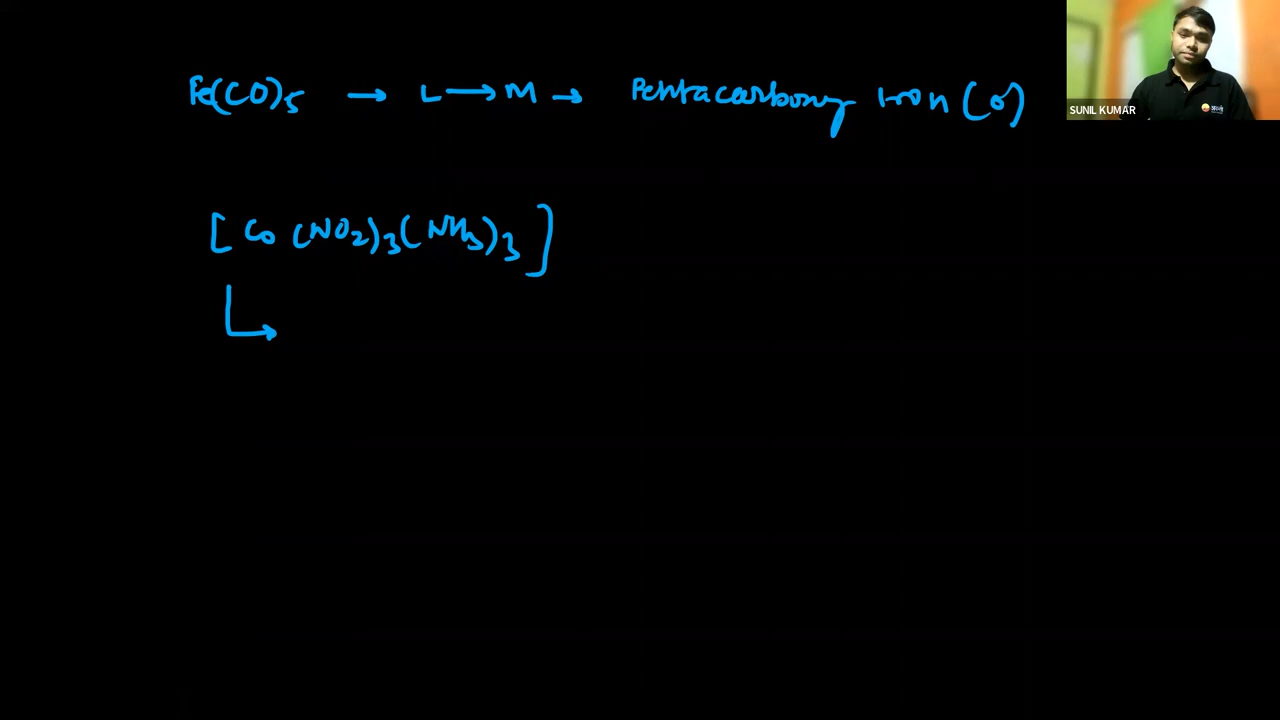 Fe(CO)5 → L → M → Pentacarbony iron (0)
SUNIL KUMAR
[Co (NO2)3(NH3)3]